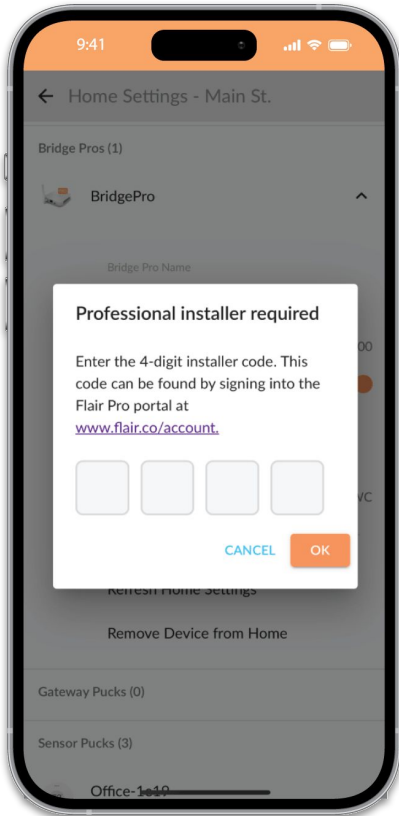 9:41
Home Settings - Main St.
Bridge Pros (1)
BridgePro
Bridge Pro Name
Professional installer required
00
Enter the 4-digit installer code. This
code can be found by signing into the
Flair Pro portal at
www.flair.co/account.
VC
CANCEL OK
Refresh Home Settings
Remove Device from Home
Gateway Pucks (0)
Sensor Pucks (3)